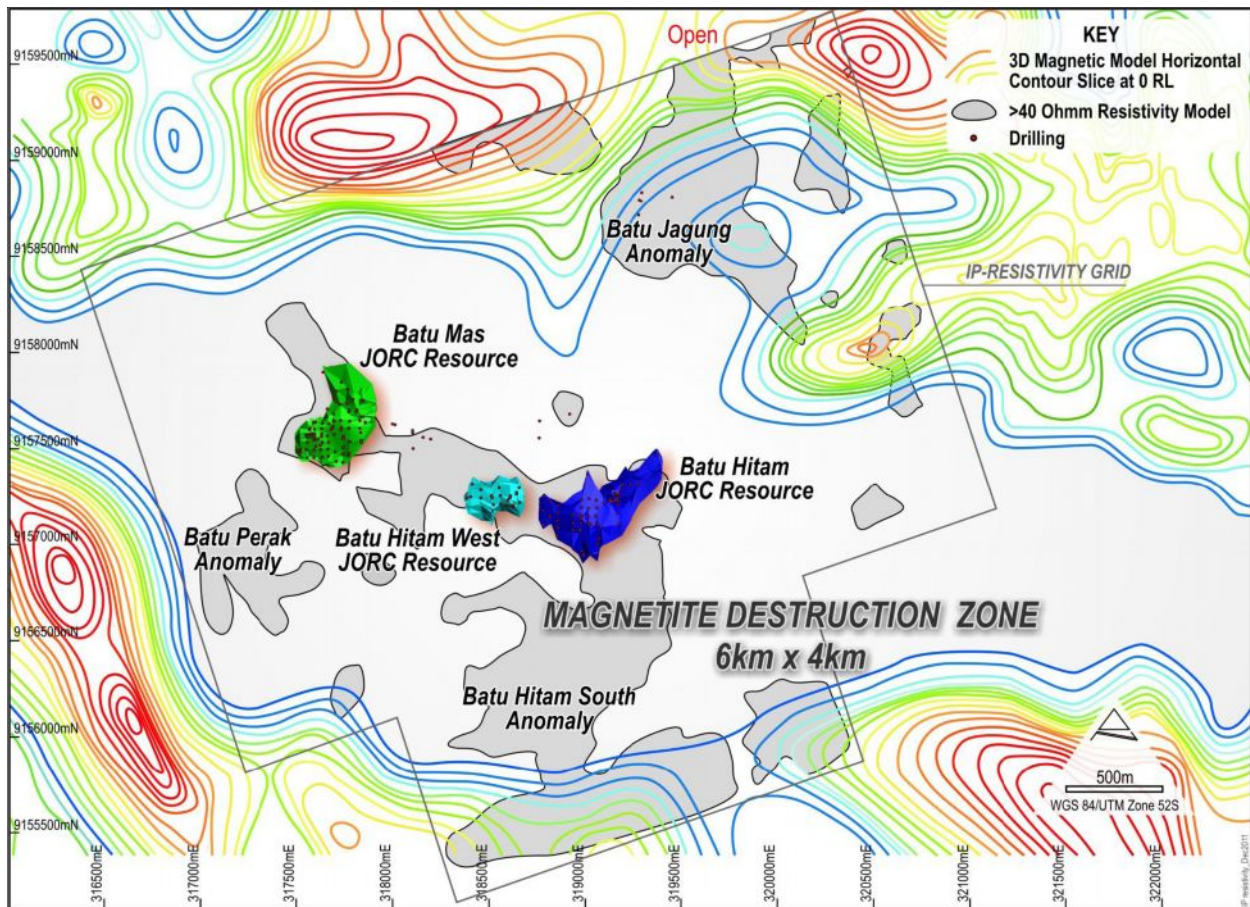 Open
KEY
3D Magnetic Model Horizontal
Contour Slice at 0 RL
>40 Ohmm Resistivity Model
Drilling
9159500mN
9159000mN
9158500mN
9158000mN
9157500mN
9157000mN
9156500mN
9156000mN
9155500mN
Batu Jagung
Anomaly
IP-RESISTIVITY GRID
Batu Mas
JORC Resource
Batu Hitam
JORC Resource
Batu Perak
Anomaly
Batu Hitam West
JORC Resource
MAGNETITE DESTRUCTION ZONE
6km x 4km
Batu Hitam South
Anomaly
500m
WGS 84/UTM Zone 52S
316500mE
317000mE
317500mE
318000mE
318500mE
319000mE
319500mE
320000mE
320500mE
321000mE
321500mE
322000mE
IP resistivity_Dec2011